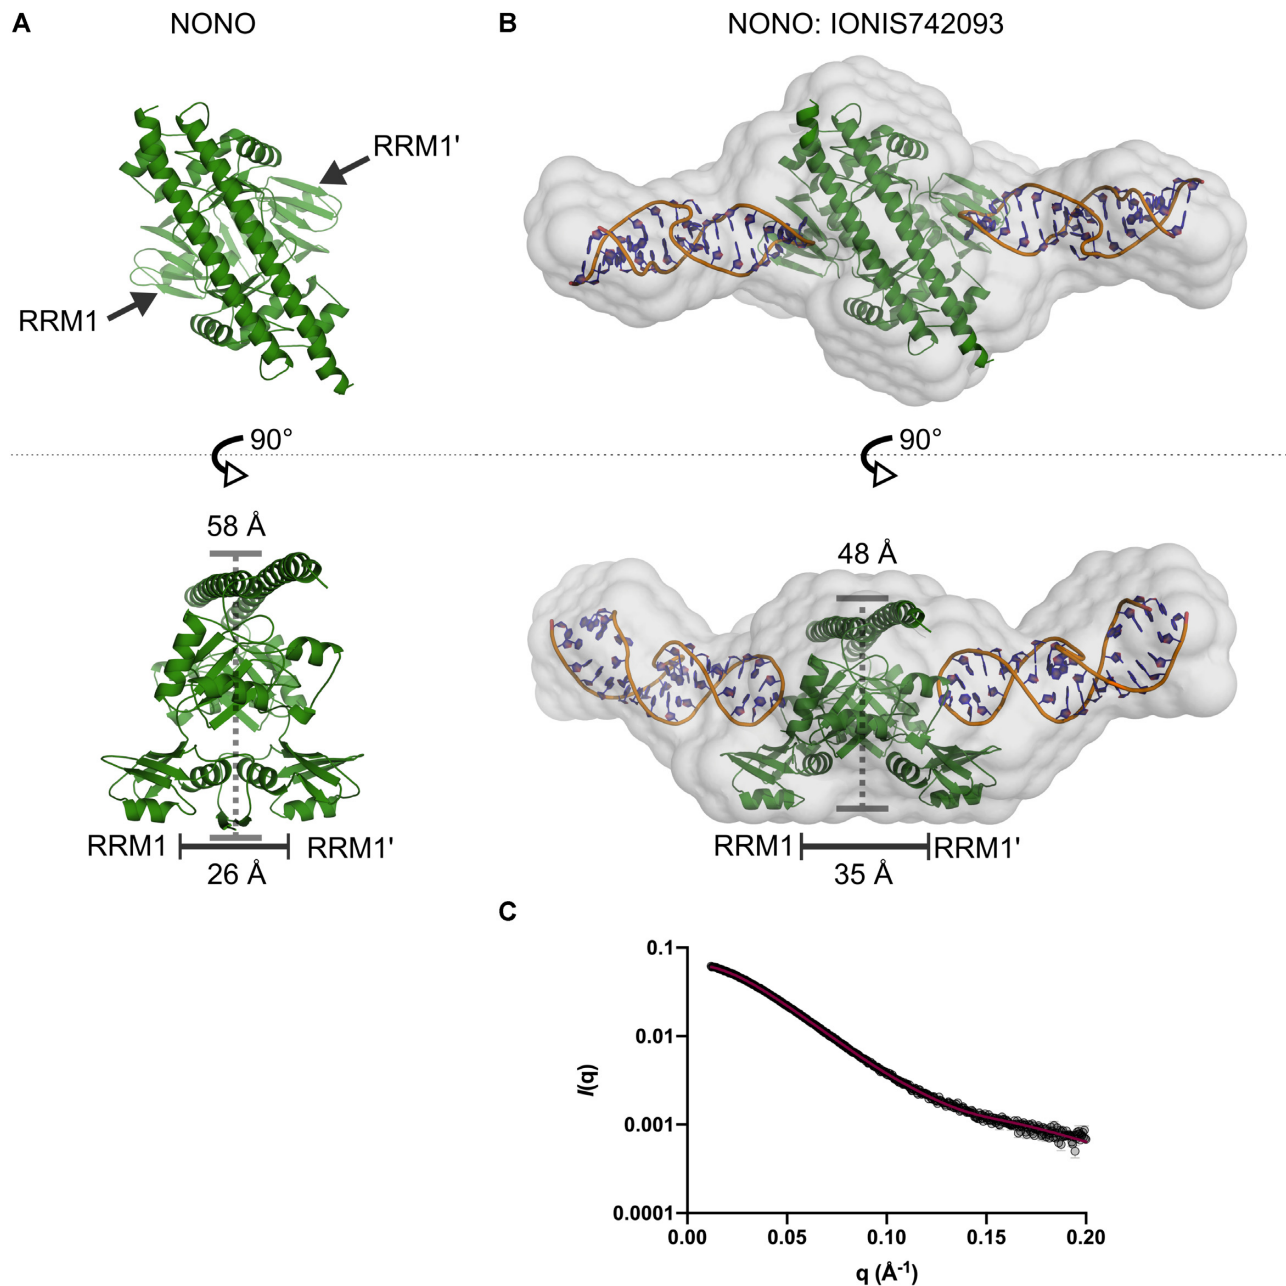 A
NONO
B
NONO: IONIS742093
RRM1'
RRM1
90°
90°
58 Å
48 Å
RRM1
RRM1'
26 Å
RRM1
RRM1'
35 Å
C
0.1
0.01
0.001
0.0001
I(q)
0.00
0.05
0.10
0.15
0.20
q (Å-1)